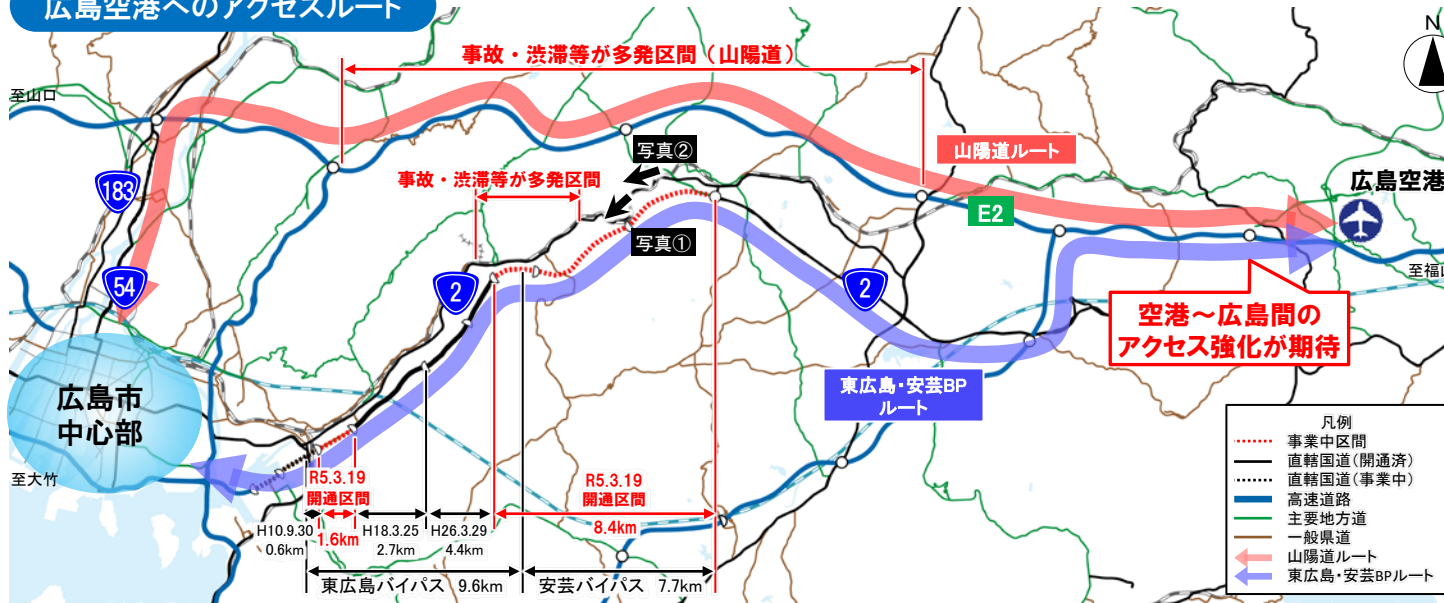 広島空港へのアクセスルート
N
事故・渋滞等が多発区間（山陽道）
至山口
写真②
山陽道ルート
事故・渋滞等が多発区間
広島空港
183
E2
写真①
54
2
2
至福山
空港～広島間の
アクセス強化が期待
東広島・安芸BP
ルート
広島市
中心部
至大竹
R5.3.19
開通区間
R5.3.19
開通区間
H10.9.30
0.6km
1.6km
H18.3.25
2.7km
H26.3.29
4.4km
8.4km
東広島バイパス 9.6km
安芸バイパス 7.7km
凡例
事業中区間
直轄国道(開通済)
直轄国道(事業中)
高速道路
主要地方道
一般県道
山陽道ルート
東広島・安芸BPルート